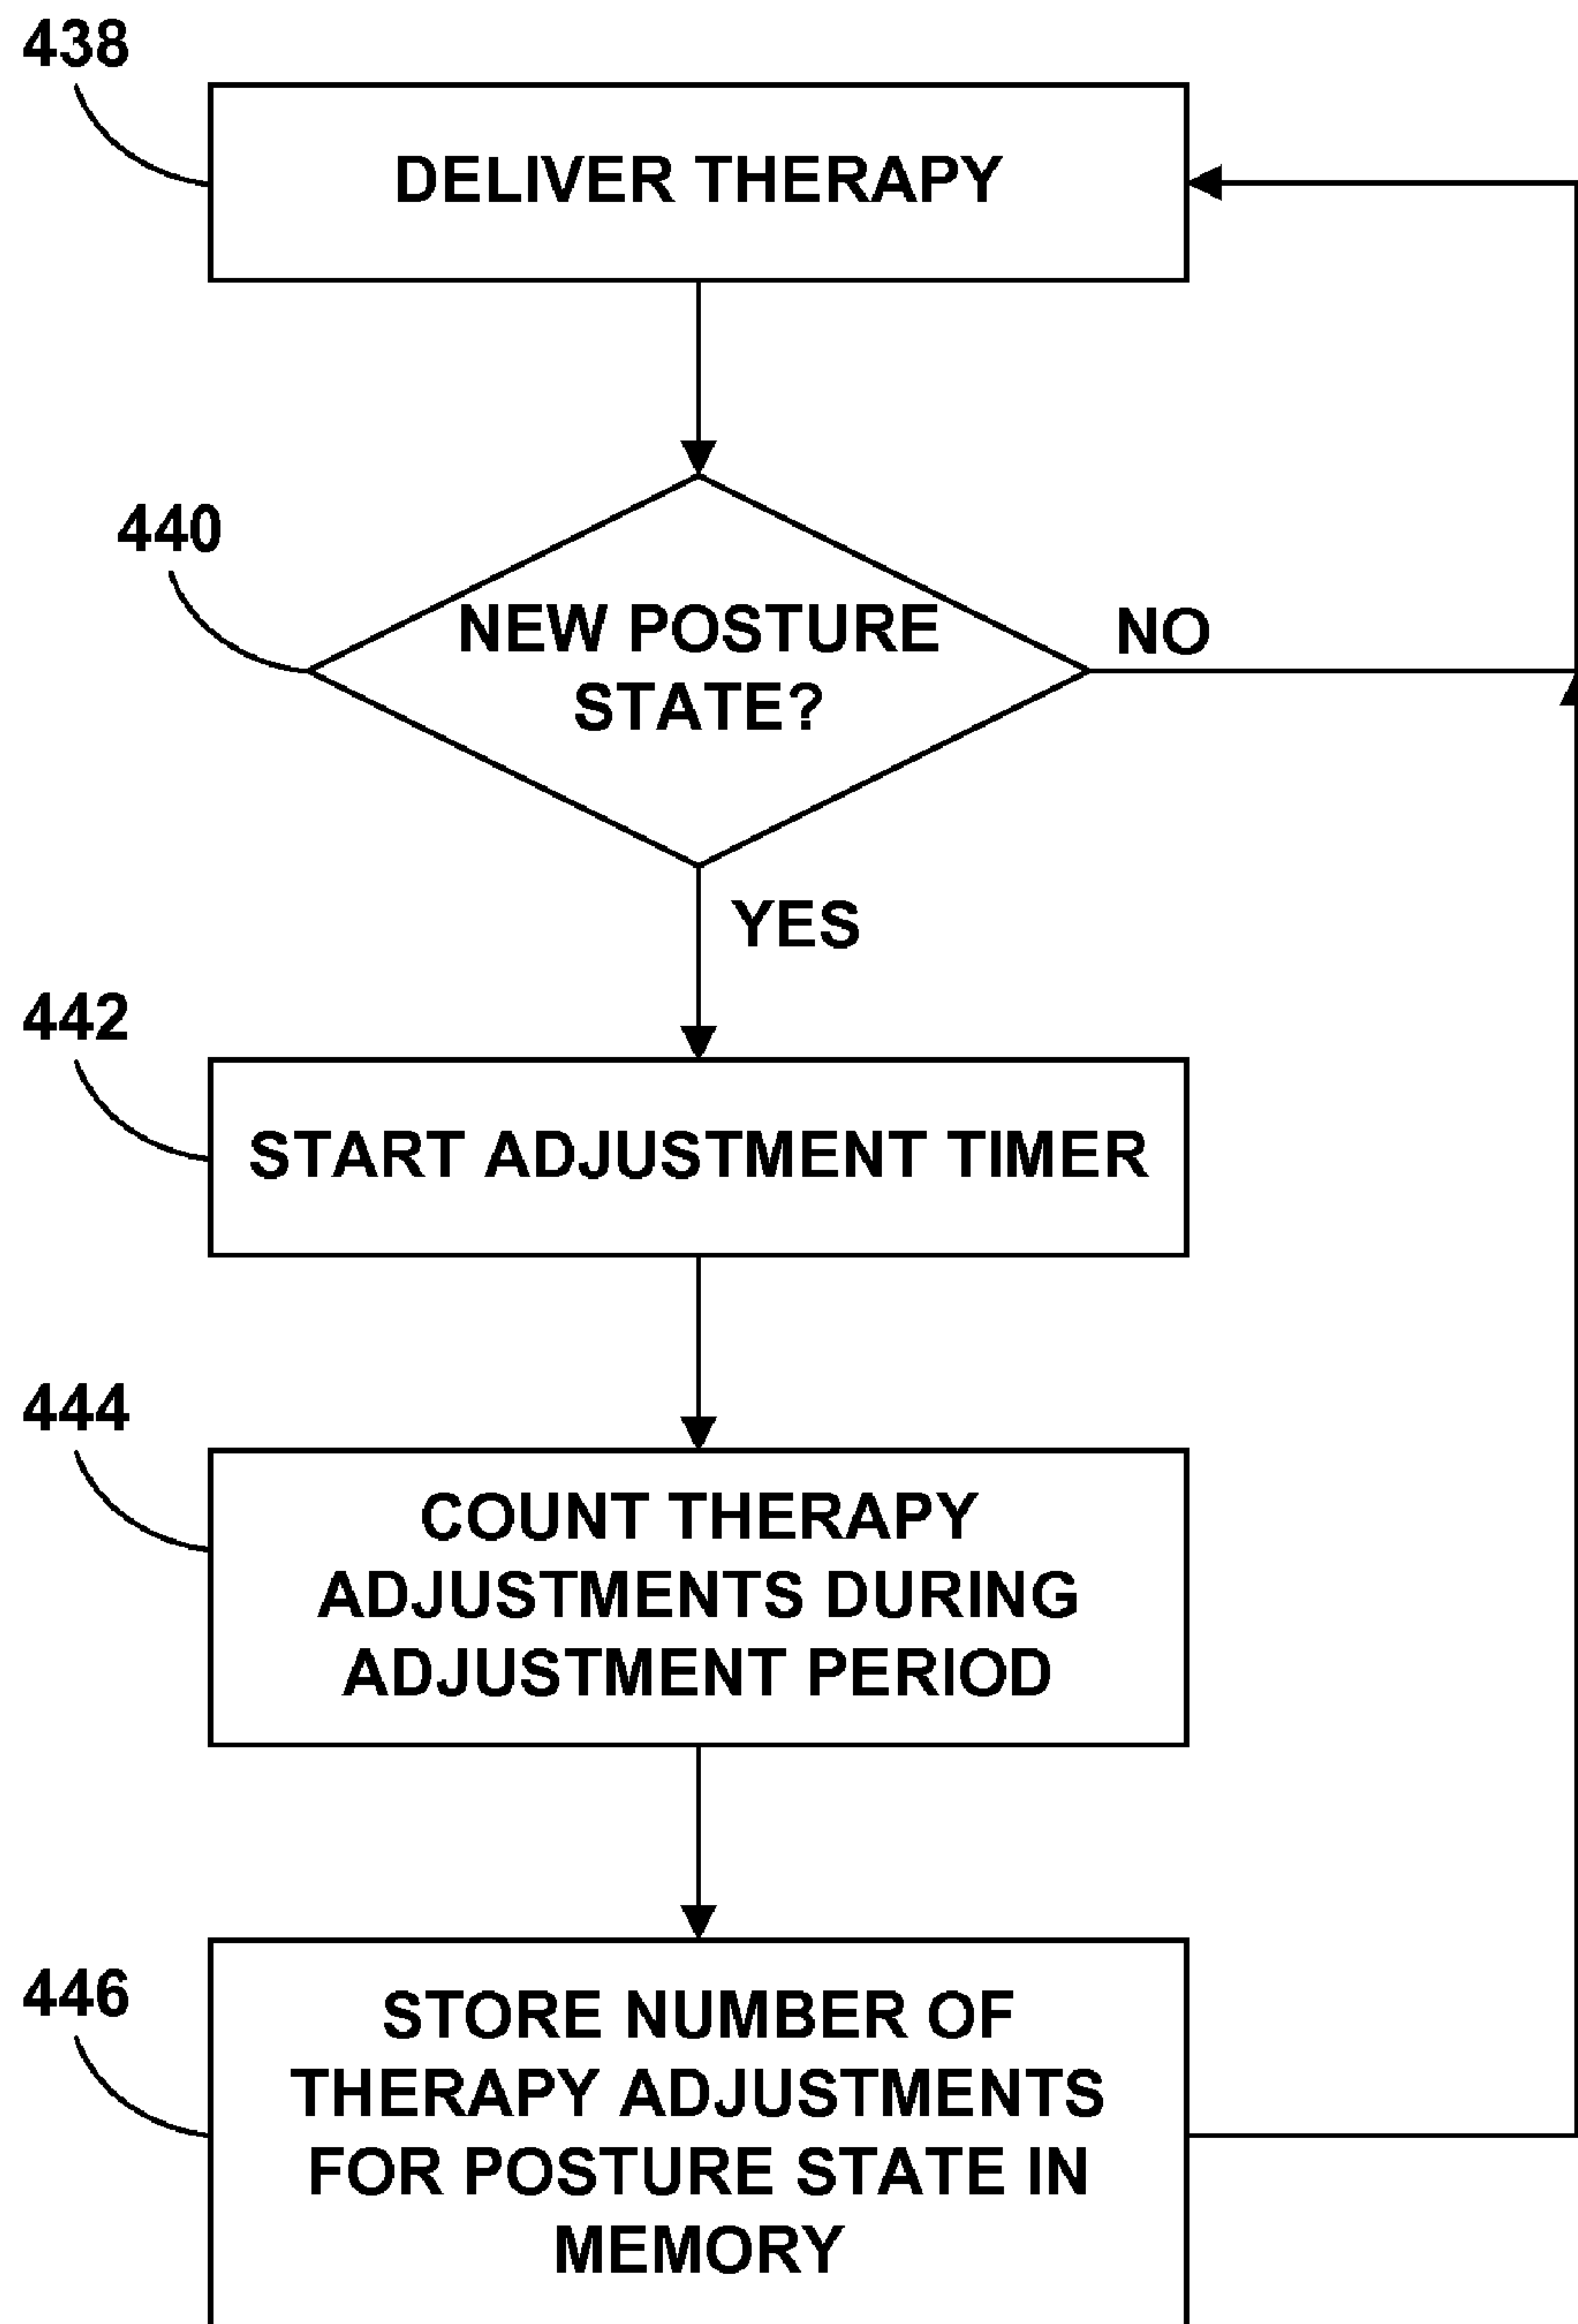 438
DELIVER THERAPY
440
NEW POSTURE
STATE?
NO
YES
442
START ADJUSTMENT TIMER
444
COUNT THERAPY
ADJUSTMENTS DURING
ADJUSTMENT PERIOD
446
STORE NUMBER OF
THERAPY ADJUSTMENTS
FOR POSTURE STATE IN
MEMORY